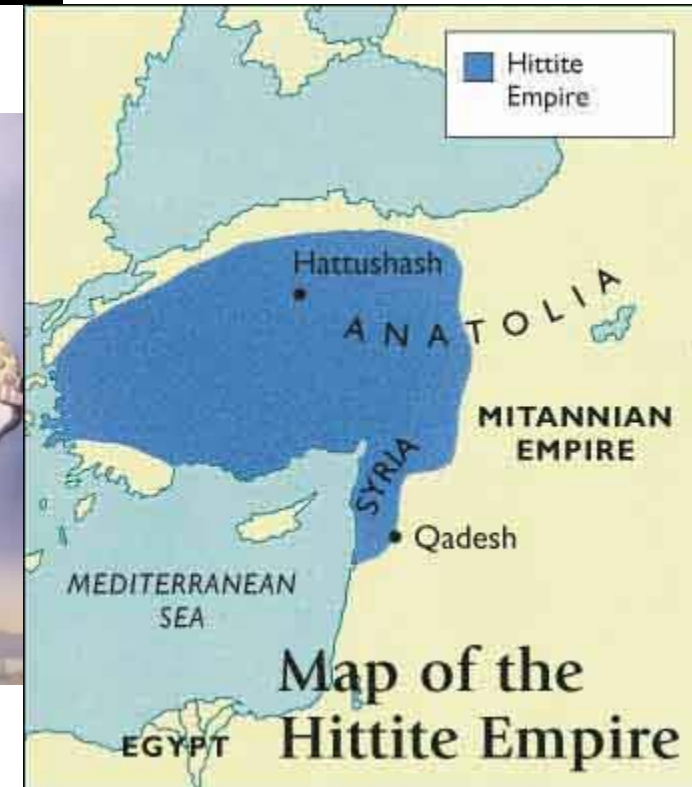 Hittite
Empire
Hattushash
ANATOLIA
MITANNIAN
EMPIRE
SYRIA
Qadesh
MEDITERRANEAN
SEA
Map of the
Hittite Empire
EGYPT